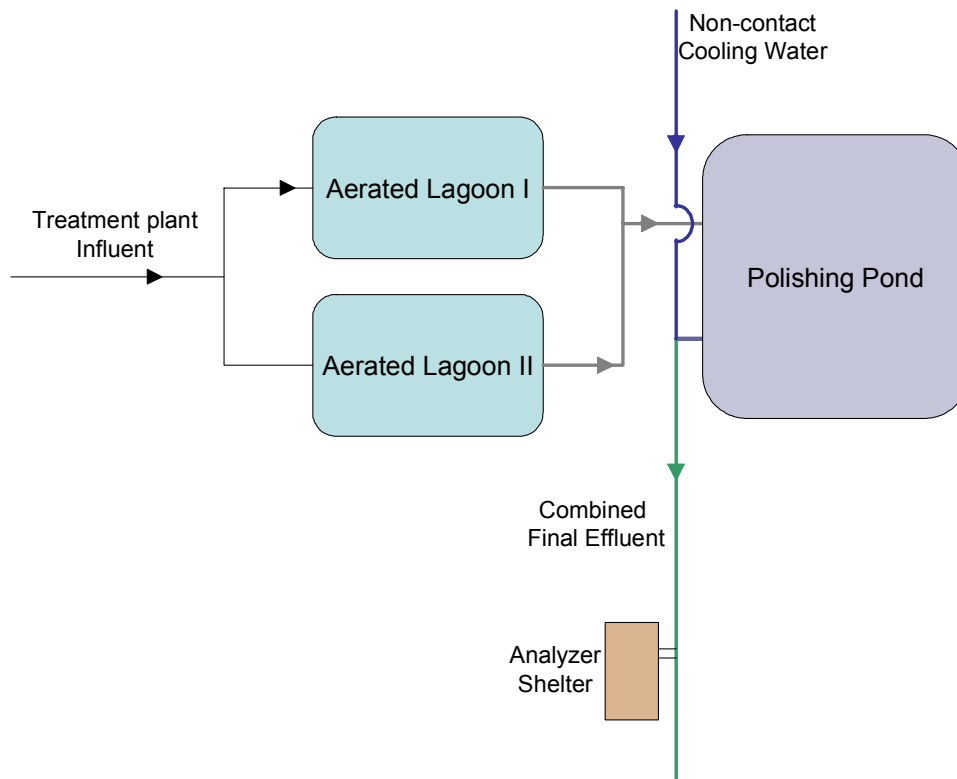 Non-contact
Cooling Water
Aerated Lagoon I
Treatment plant
Influent
Polishing Pond
Aerated Lagoon II
Combined
Final Effluent
Analyzer
Shelter